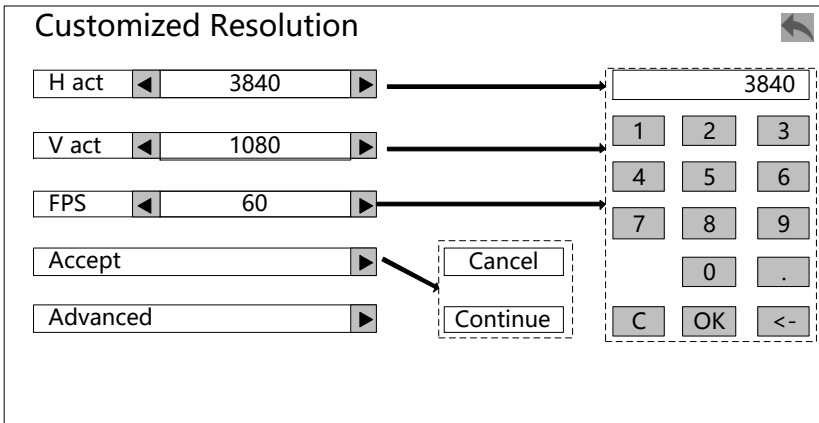 Customized Resolution
H act 3840
3840
V act 1080
1 2 3
4 5 6
FPS 60
7 8 9
Accept
Cancel
0 .
Advanced
Continue
C OK <-